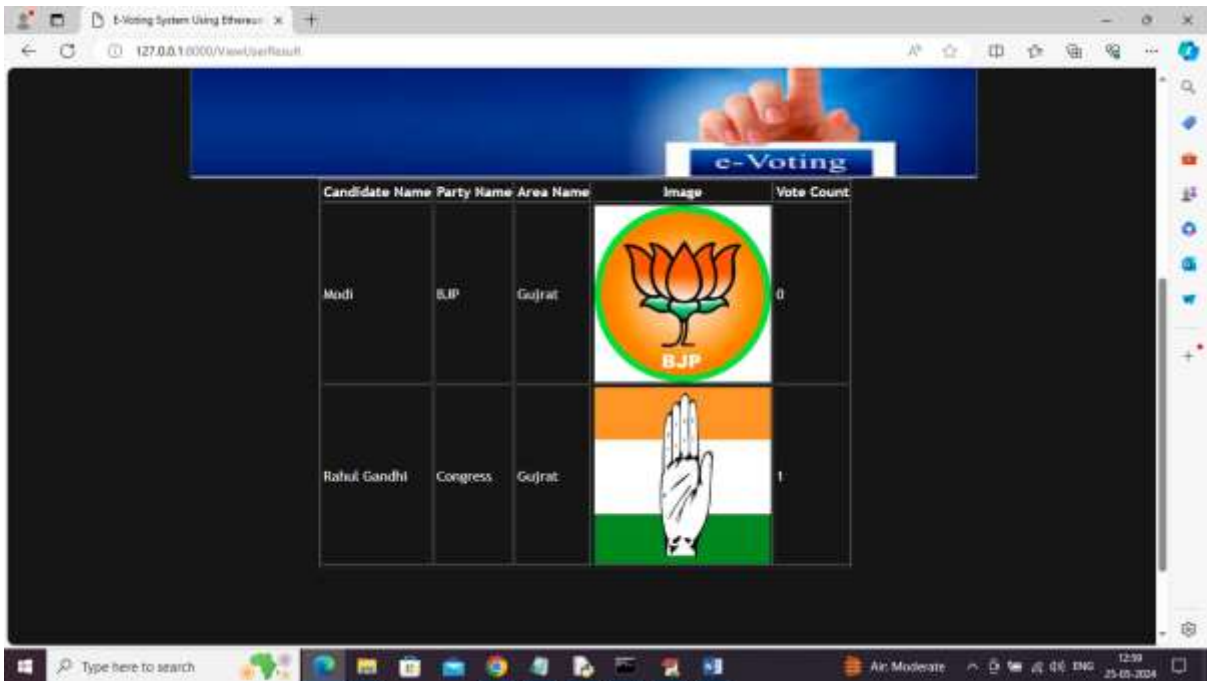 E-Voting System Using Ethereu
127.0.0.1:8000/ViewUserResult
e-Voting
Candidate Name Party Name Area Name Image Vote Count
BJP
Modi BJP Gujrat 0
Rahul Gandhi Congress Gujrat 1
Type here to search
Air: Moderate
ENG
12:59
25-05-2024